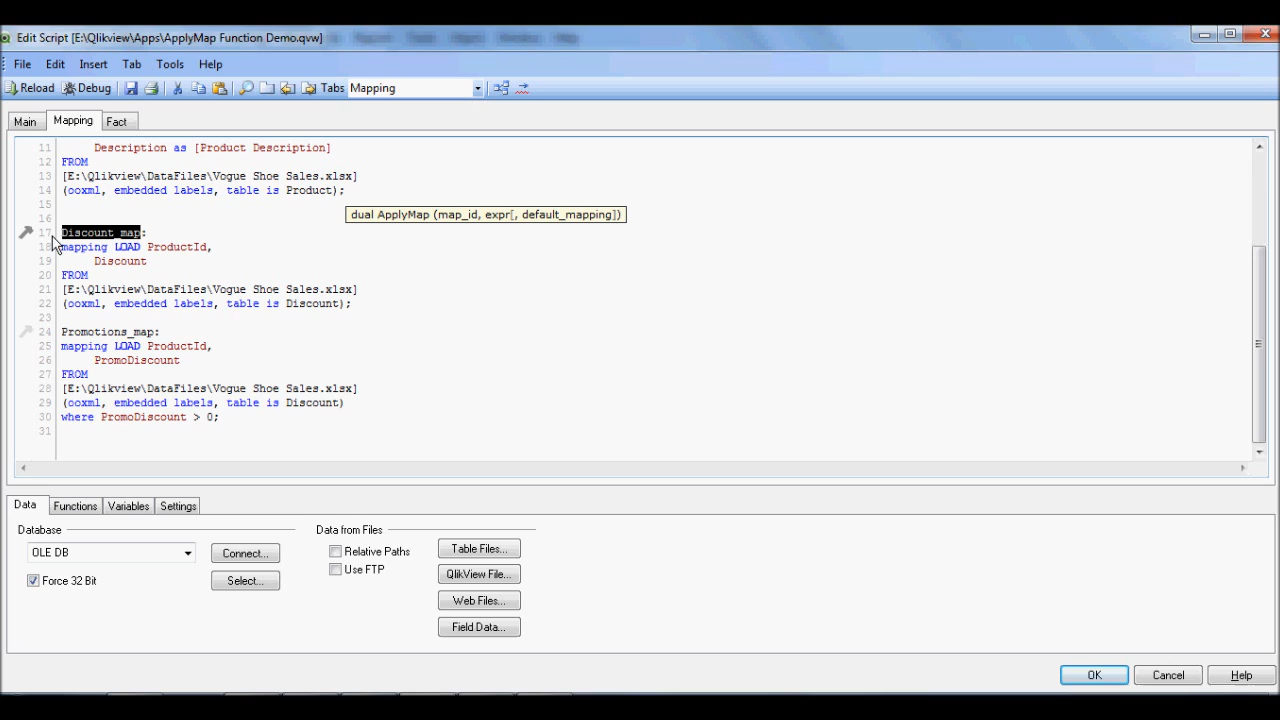 Edit Script [E:\Qlikview\Apps\ApplyMap Function Demo.qvw]
File Edit Insert Tab Tools Help
Reload Debug Tabs Mapping
Main Mapping Fact
11 Description as [Product Description]
12 FROM
13 [E:\Qlikview\DataFiles\Vogue Shoe Sales.xlsx]
14 (ooxml, embedded labels, table is Product);
15
16
dual ApplyMap (map_id, expr[, default_mapping])
17 Discount_map:
18 mapping LOAD ProductId,
19 Discount
20 FROM
21 [E:\Qlikview\DataFiles\Vogue Shoe Sales.xlsx]
22 (ooxml, embedded labels, table is Discount);
23
24 Promotions_map:
25 mapping LOAD ProductId,
26 PromoDiscount
27 FROM
28 [E:\Qlikview\DataFiles\Vogue Shoe Sales.xlsx]
29 (ooxml, embedded labels, table is Discount)
30 where PromoDiscount > 0;
31
Data Functions Variables Settings
Database
OLE DB
Connect...
Force 32 Bit
Select...
Data from Files
Relative Paths
Use FTP
Table Files...
QlikView File...
Web Files...
Field Data...
OK Cancel Help